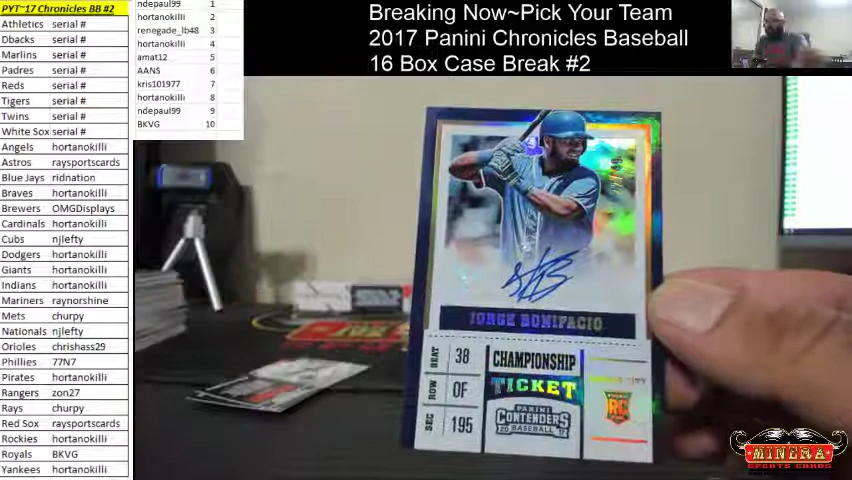 PYT~17 Chronicles BB #2
Athletics serial #
Dbacks serial #
Marlins serial #
Padres serial #
Reds serial #
Tigers serial #
Twins serial #
White Sox serial #
Angels hortanokilli
Astros raysportscards
Blue Jays ridnation
Braves hortanokilli
Brewers OMGDisplays
Cardinals hortanokilli
Cubs njlefty
Dodgers hortanokilli
Giants hortanokilli
Indians hortanokilli
Mariners raynorshine
Mets churpy
Nationals njlefty
Orioles chrishass29
Phillies 77N7
Pirates hortanokilli
Rangers zon27
Rays churpy
Red Sox raysportscards
Rockies hortanokilli
Royals BKVG
Yankees hortanokilli
ndepaul99 1
hortanokilli 2
renegade_lb48 3
hortanokilli 4
amat12 5
AANS 6
kris101977 7
hortanokilli 8
ndepaul99 9
BKVG 10
Breaking Now~Pick Your Team
2017 Panini Chronicles Baseball
16 Box Case Break #2
JORGE BONIFACIO
SEAT 38
ROW OF
SEC 195
CHAMPIONSHIP
TICKET
PANINI
CONTENDERS
20 BASEBALL 17
RC
MINERA
SPORTS CARDS